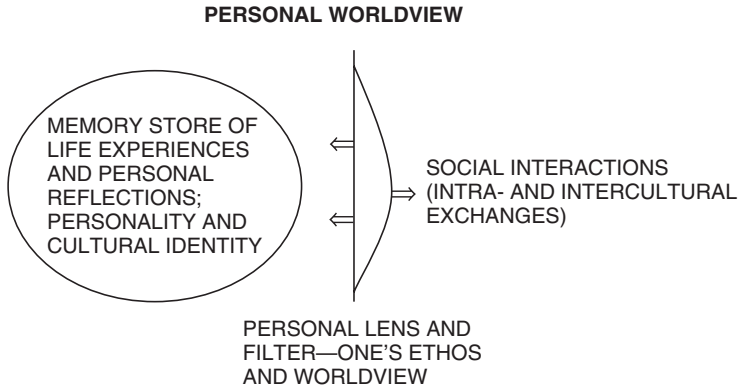 PERSONAL WORLDVIEW
MEMORY STORE OF
LIFE EXPERIENCES
AND PERSONAL
REFLECTIONS;
PERSONALITY AND
CULTURAL IDENTITY
SOCIAL INTERACTIONS
(INTRA- AND INTERCULTURAL
EXCHANGES)
PERSONAL LENS AND
FILTER—ONE'S ETHOS
AND WORLDVIEW